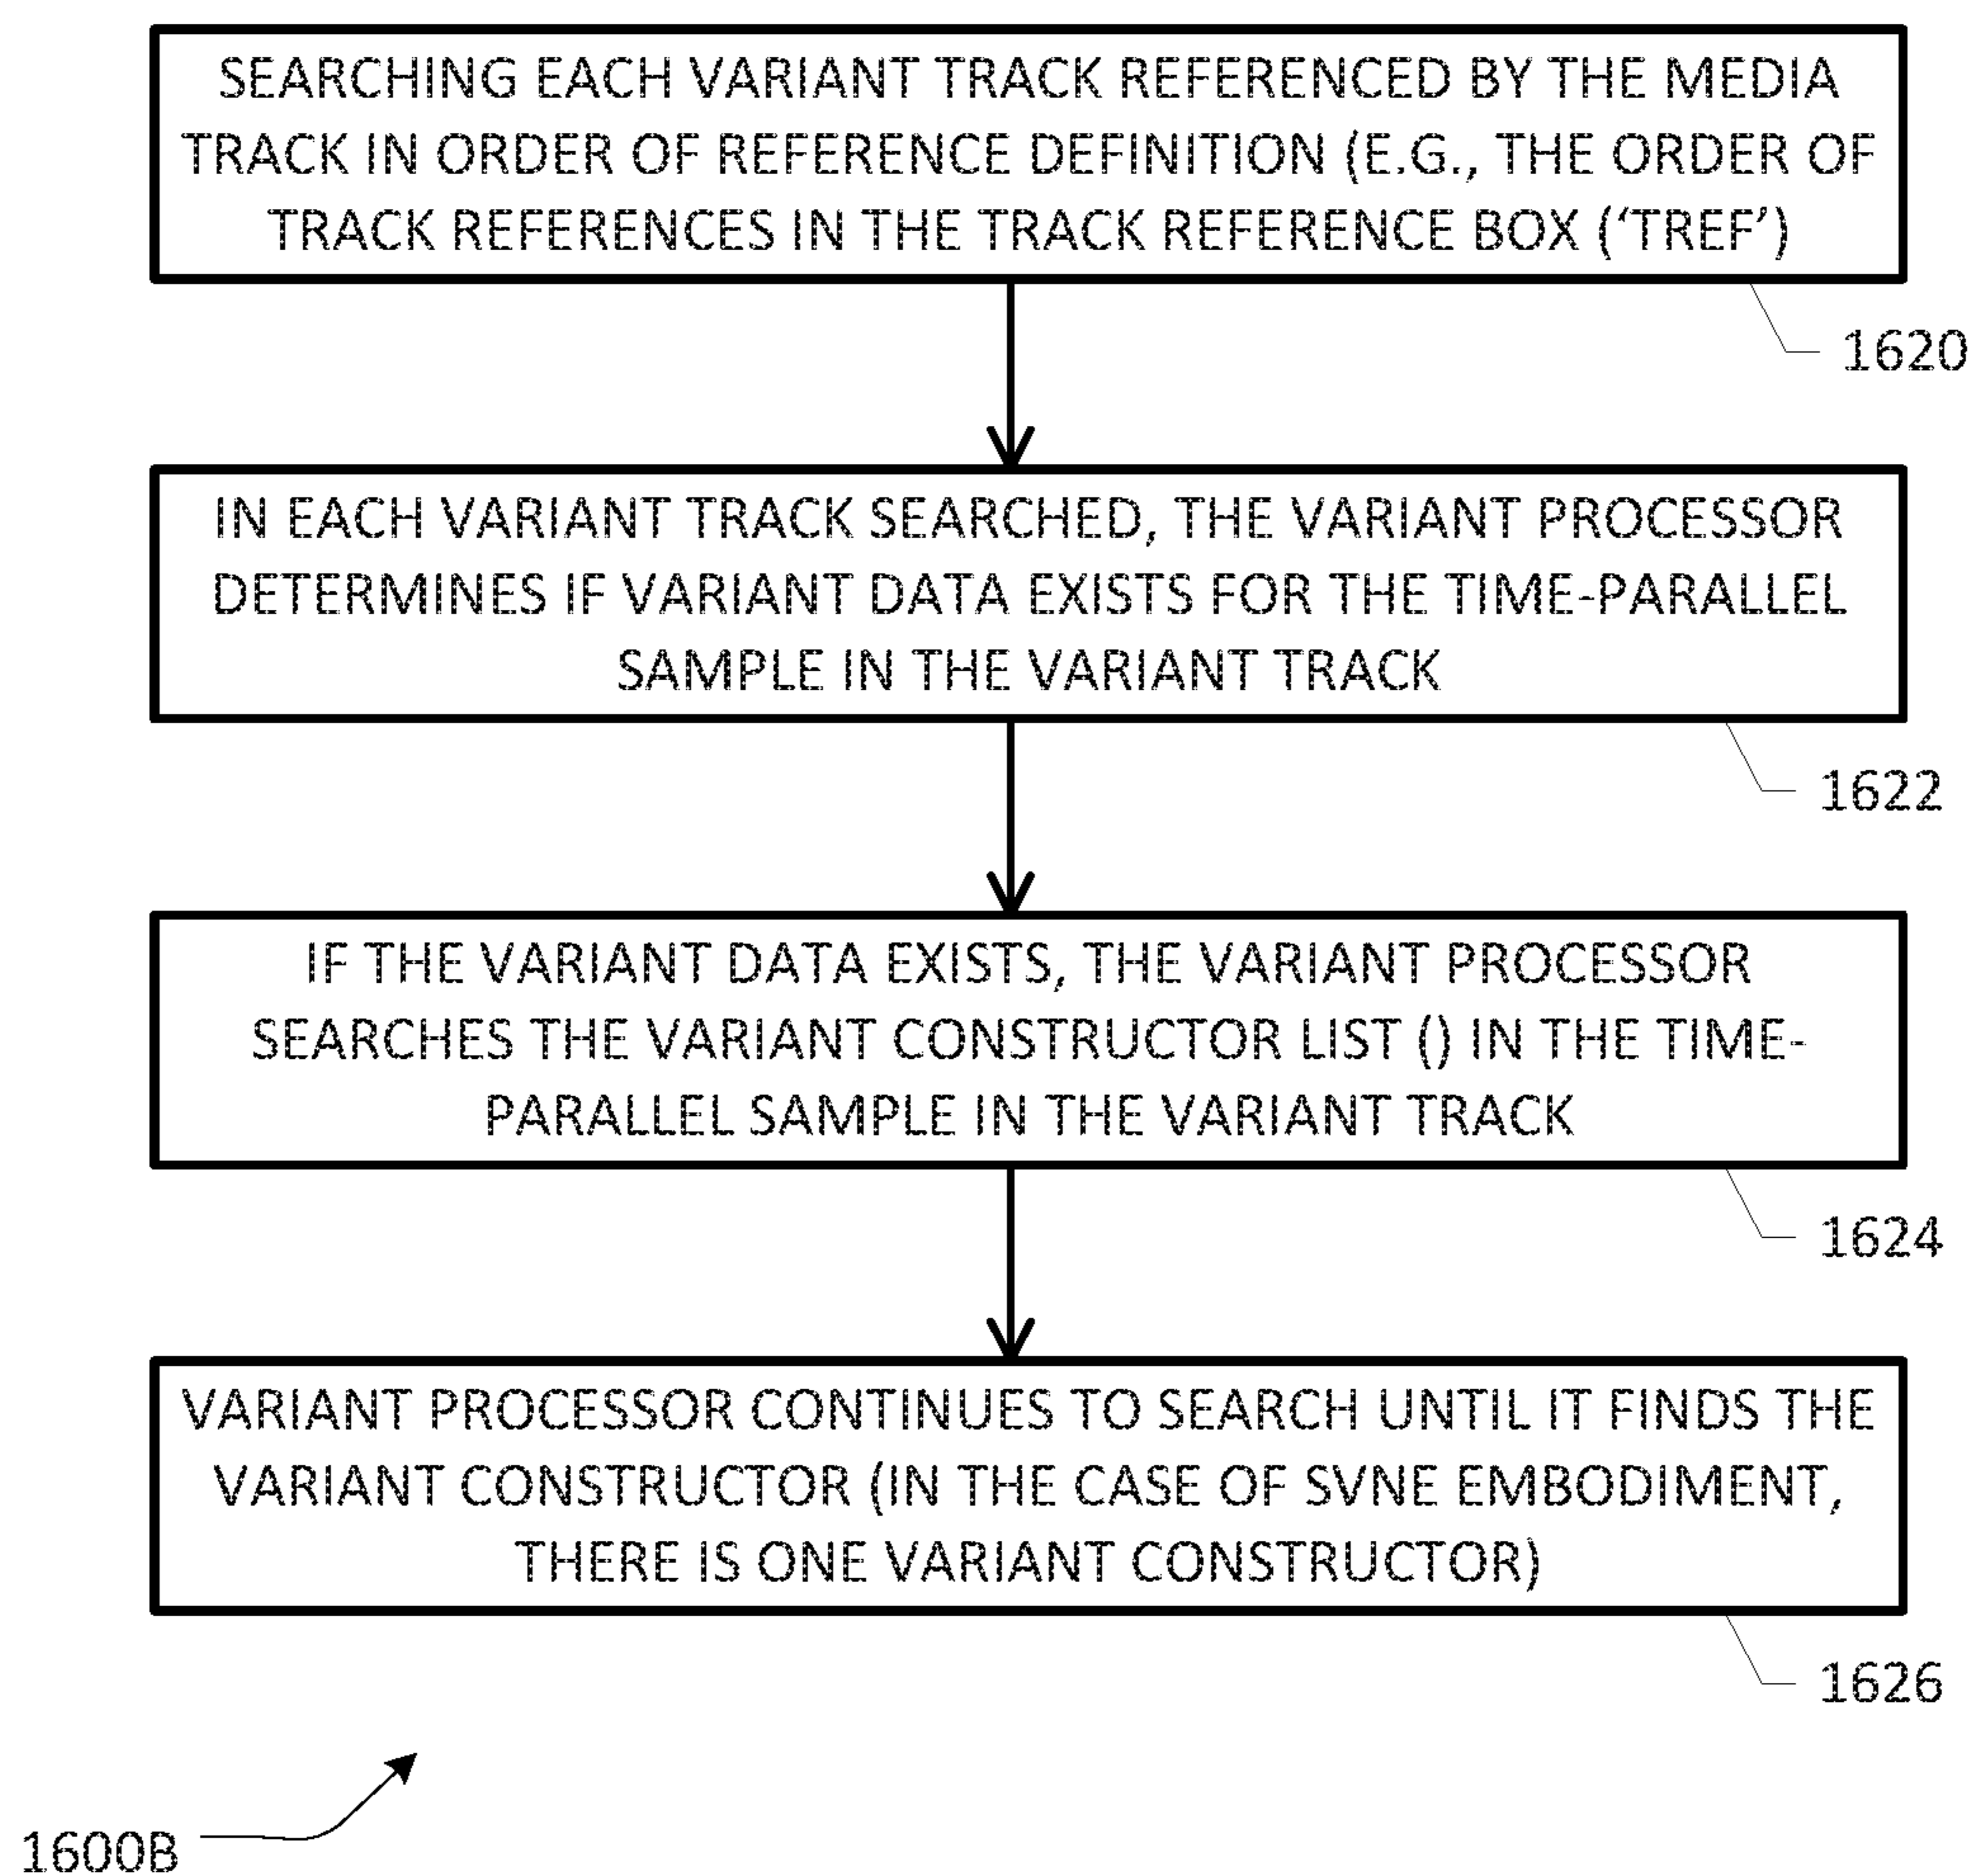 SEARCHING EACH VARIANT TRACK REFERENCED BY THE MEDIA
TRACK IN ORDER OF REFERENCE DEFINITION (E.G., THE ORDER OF
TRACK REFERENCES IN THE TRACK REFERENCE BOX (‘TREF’)
1620
IN EACH VARIANT TRACK SEARCHED, THE VARIANT PROCESSOR
DETERMINES IF VARIANT DATA EXISTS FOR THE TIME-PARALLEL
SAMPLE IN THE VARIANT TRACK
1622
IF THE VARIANT DATA EXISTS, THE VARIANT PROCESSOR
SEARCHES THE VARIANT CONSTRUCTOR LIST () IN THE TIME-
PARALLEL SAMPLE IN THE VARIANT TRACK
1624
VARIANT PROCESSOR CONTINUES TO SEARCH UNTIL IT FINDS THE
VARIANT CONSTRUCTOR (IN THE CASE OF SVNE EMBODIMENT,
THERE IS ONE VARIANT CONSTRUCTOR)
1626
1600B